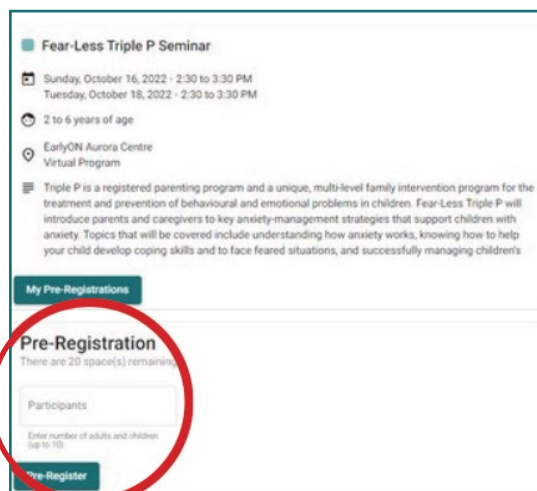 Fear-Less Triple P Seminar
Sunday, October 16, 2022 - 2:30 to 3:30 PM
Tuesday, October 18, 2022 - 2:30 to 3:30 PM
2 to 6 years of age
EarlyON Aurora Centre
Virtual Program
Triple P is a registered parenting program and a unique, multi-level family intervention program for the
treatment and prevention of behavioural and emotional problems in children. Fear-Less Triple P will
introduce parents and caregivers to key anxiety-management strategies that support children with
anxiety. Topics that will be covered include understanding how anxiety works, knowing how to help
your child develop coping skills and to face feared situations, and successfully managing children's
My Pre-Registrations
Pre-Registration
There are 20 space(s) remaining
Participants
Enter number of adults and children
(up to 10)
Pre-Register